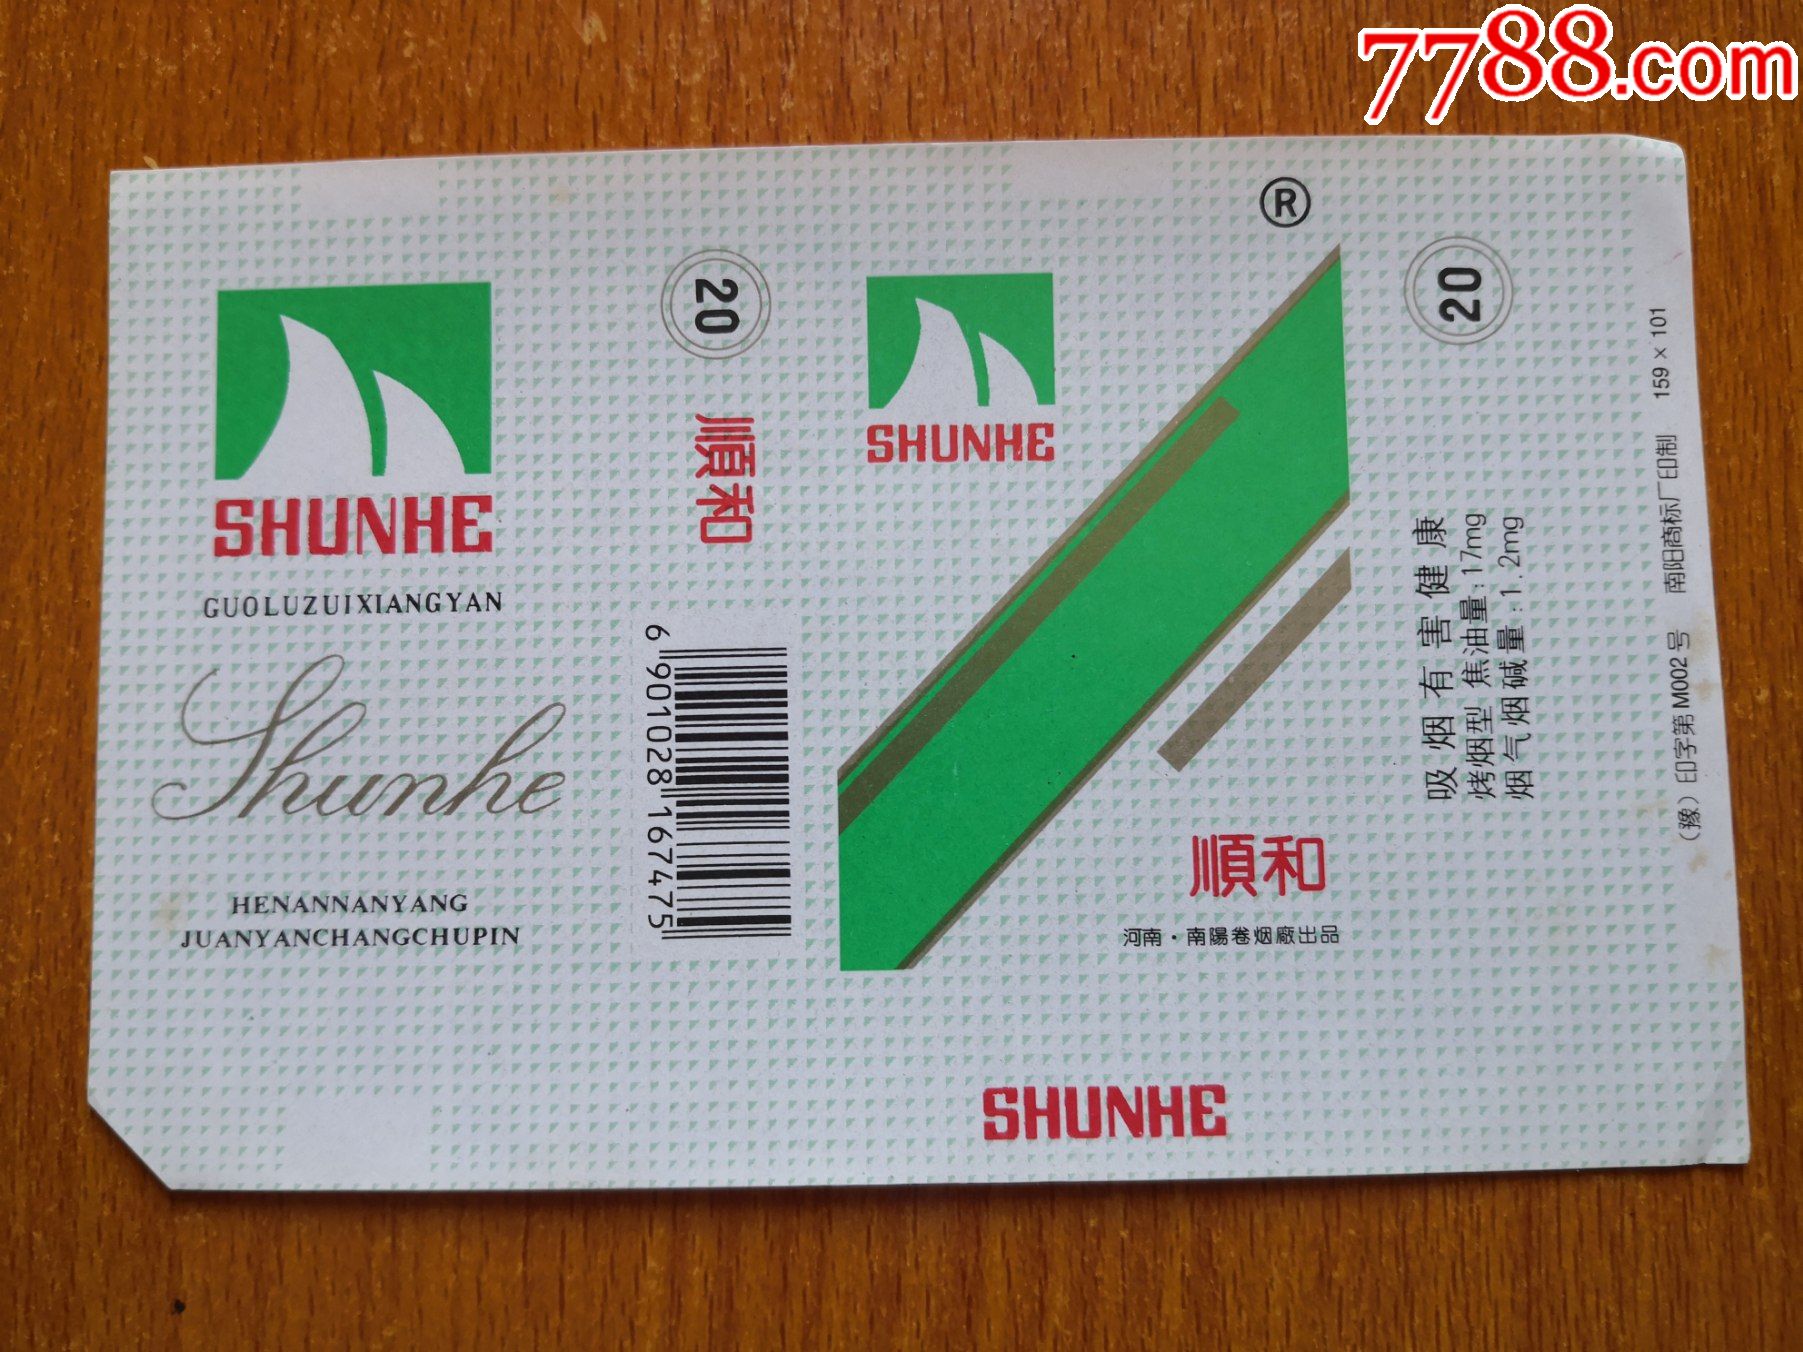 7788.com
SHUNHE
GUOLUZUIXIANGYAN
Shunhe
HENANNANYANG
JUANYANCHANGCHUPIN
20
順和
6 901028 167475
®
SHUNHE
順和
河南·南陽卷烟廠出品
SHUNHE
20
吸烟有害健康
烤烟型 焦油量:17mg
烟气烟碱量:1.2mg
(豫)印字第M002号 南阳商标厂印制 159×101